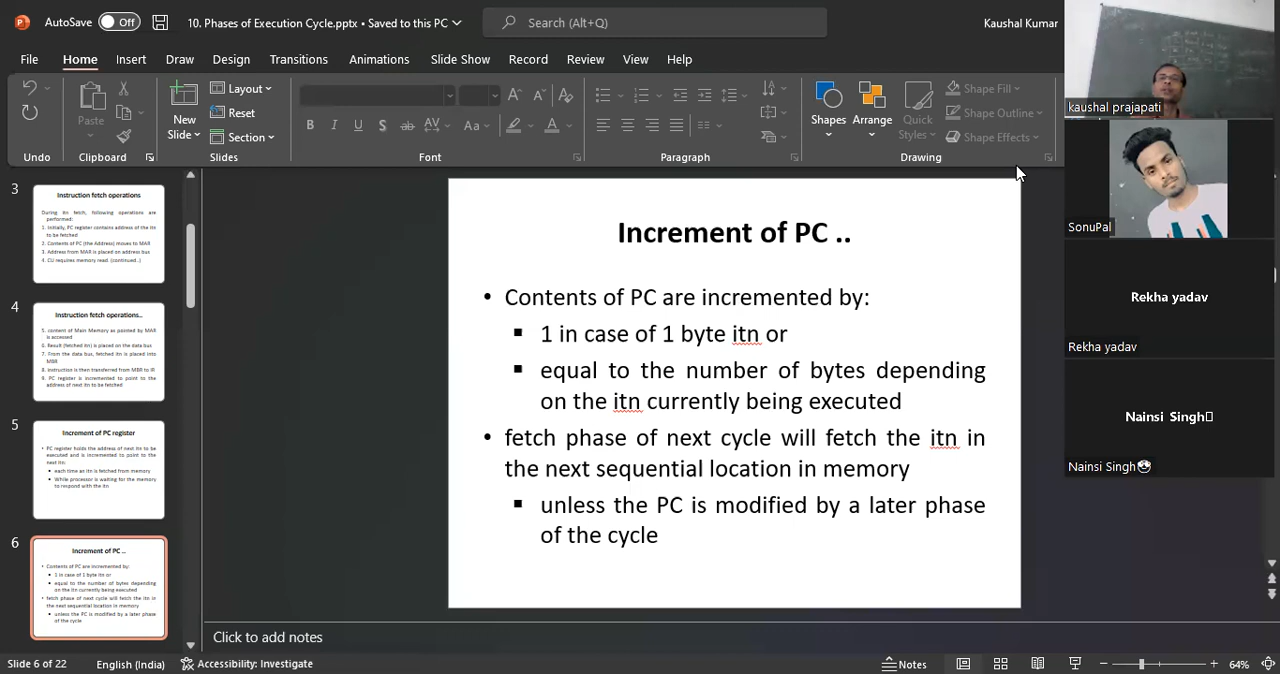 AutoSave Off 10. Phases of Execution Cycle.pptx • Saved to this PC Search (Alt+Q) Kaushal Kumar
File Home Insert Draw Design Transitions Animations Slide Show Record Review View Help
Paste
New
Slide
Layout
Reset
Section
B I U S ab AV Aa A
Shapes Arrange Quick
Styles
Shape Fill
Shape Outline
Shape Effects
Undo Clipboard Slides Font Paragraph Drawing
kaushal prajapati
SonuPal
Rekha yadav
Rekha yadav
Nainsi Singh
Nainsi Singh
3
Instruction fetch operations
During itn fetch, following operations are
performed:
1. Initially, PC register contains address of the itn
to be fetched
2. Contents of PC (the Address) moves to MAR
3. Address from MAR is placed on address bus
4. CU requires memory read (continued..)
4
Instruction fetch operations..
5. content of Main Memory as pointed by MAR
is accessed
6. Result (fetched itn) is placed on the data bus
7. From the data bus, fetched itn is placed into
MBR
8. Instruction is then transferred from MBR to IR
9. PC register is incremented to point to the
address of next itn to be fetched
5
Increment of PC register
• PC register holds the address of next itn to be
executed and is incremented to point to the
next itn:
▪ each time an itn is fetched from memory
▪ While processor is waiting for the memory
to respond with the itn
6
Increment of PC ..
• Contents of PC are incremented by:
▪ 1 in case of 1 byte itn or
▪ equal to the number of bytes depending
on the itn currently being executed
• fetch phase of next cycle will fetch the itn in
the next sequential location in memory
▪ unless the PC is modified by a later phase
of the cycle
Increment of PC ..
• Contents of PC are incremented by:
▪ 1 in case of 1 byte itn or
▪ equal to the number of bytes depending
on the itn currently being executed
• fetch phase of next cycle will fetch the itn in
the next sequential location in memory
▪ unless the PC is modified by a later phase
of the cycle
Click to add notes
Slide 6 of 22 English (India) Accessibility: Investigate Notes 64%